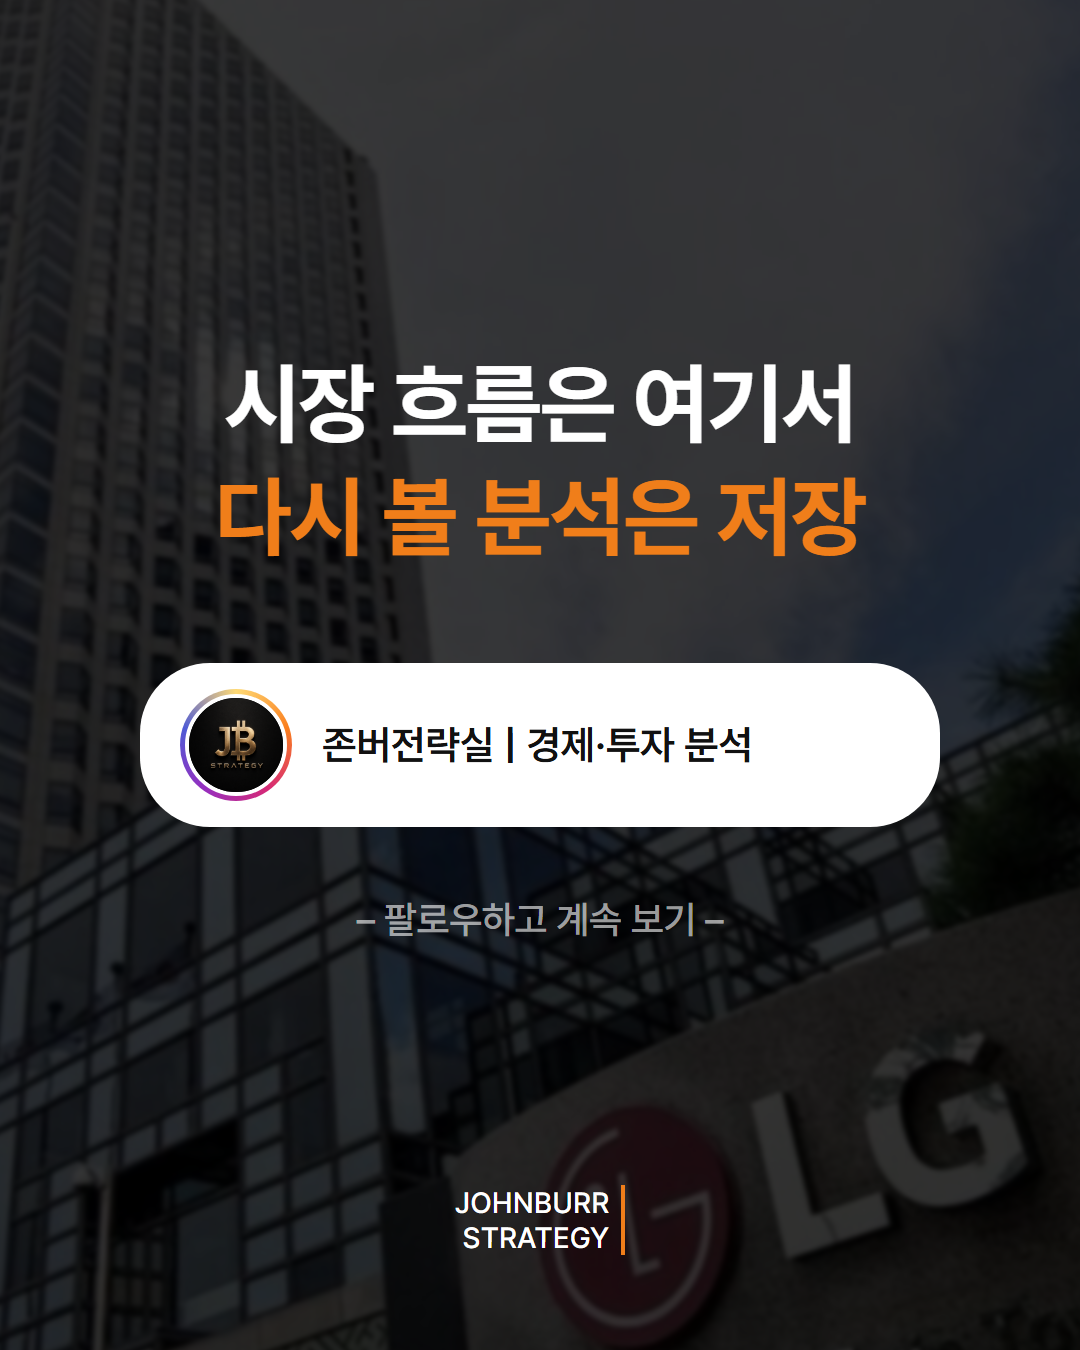 시장 흐름은 여기서
다시 볼 분석은 저장
JB
STRATEGY
존버전략실 | 경제·투자 분석
– 팔로우하고 계속 보기 –
LG
JOHNBURR
STRATEGY